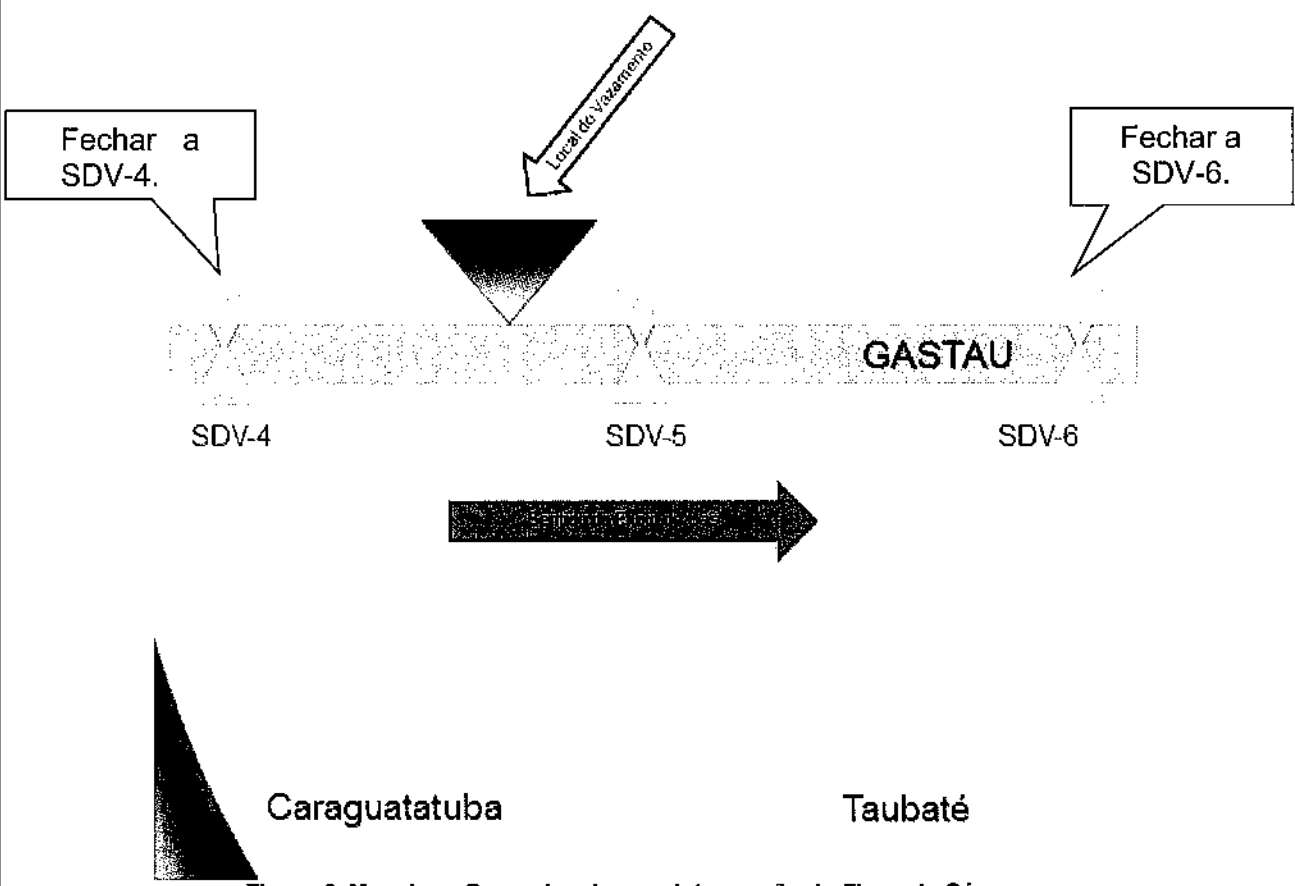 Local do Vazamento
Fechar a
SDV-4.
Fechar a
SDV-6.
GASTAU
SDV-4
SDV-5
SDV-6
Caraguatatuba
Taubaté